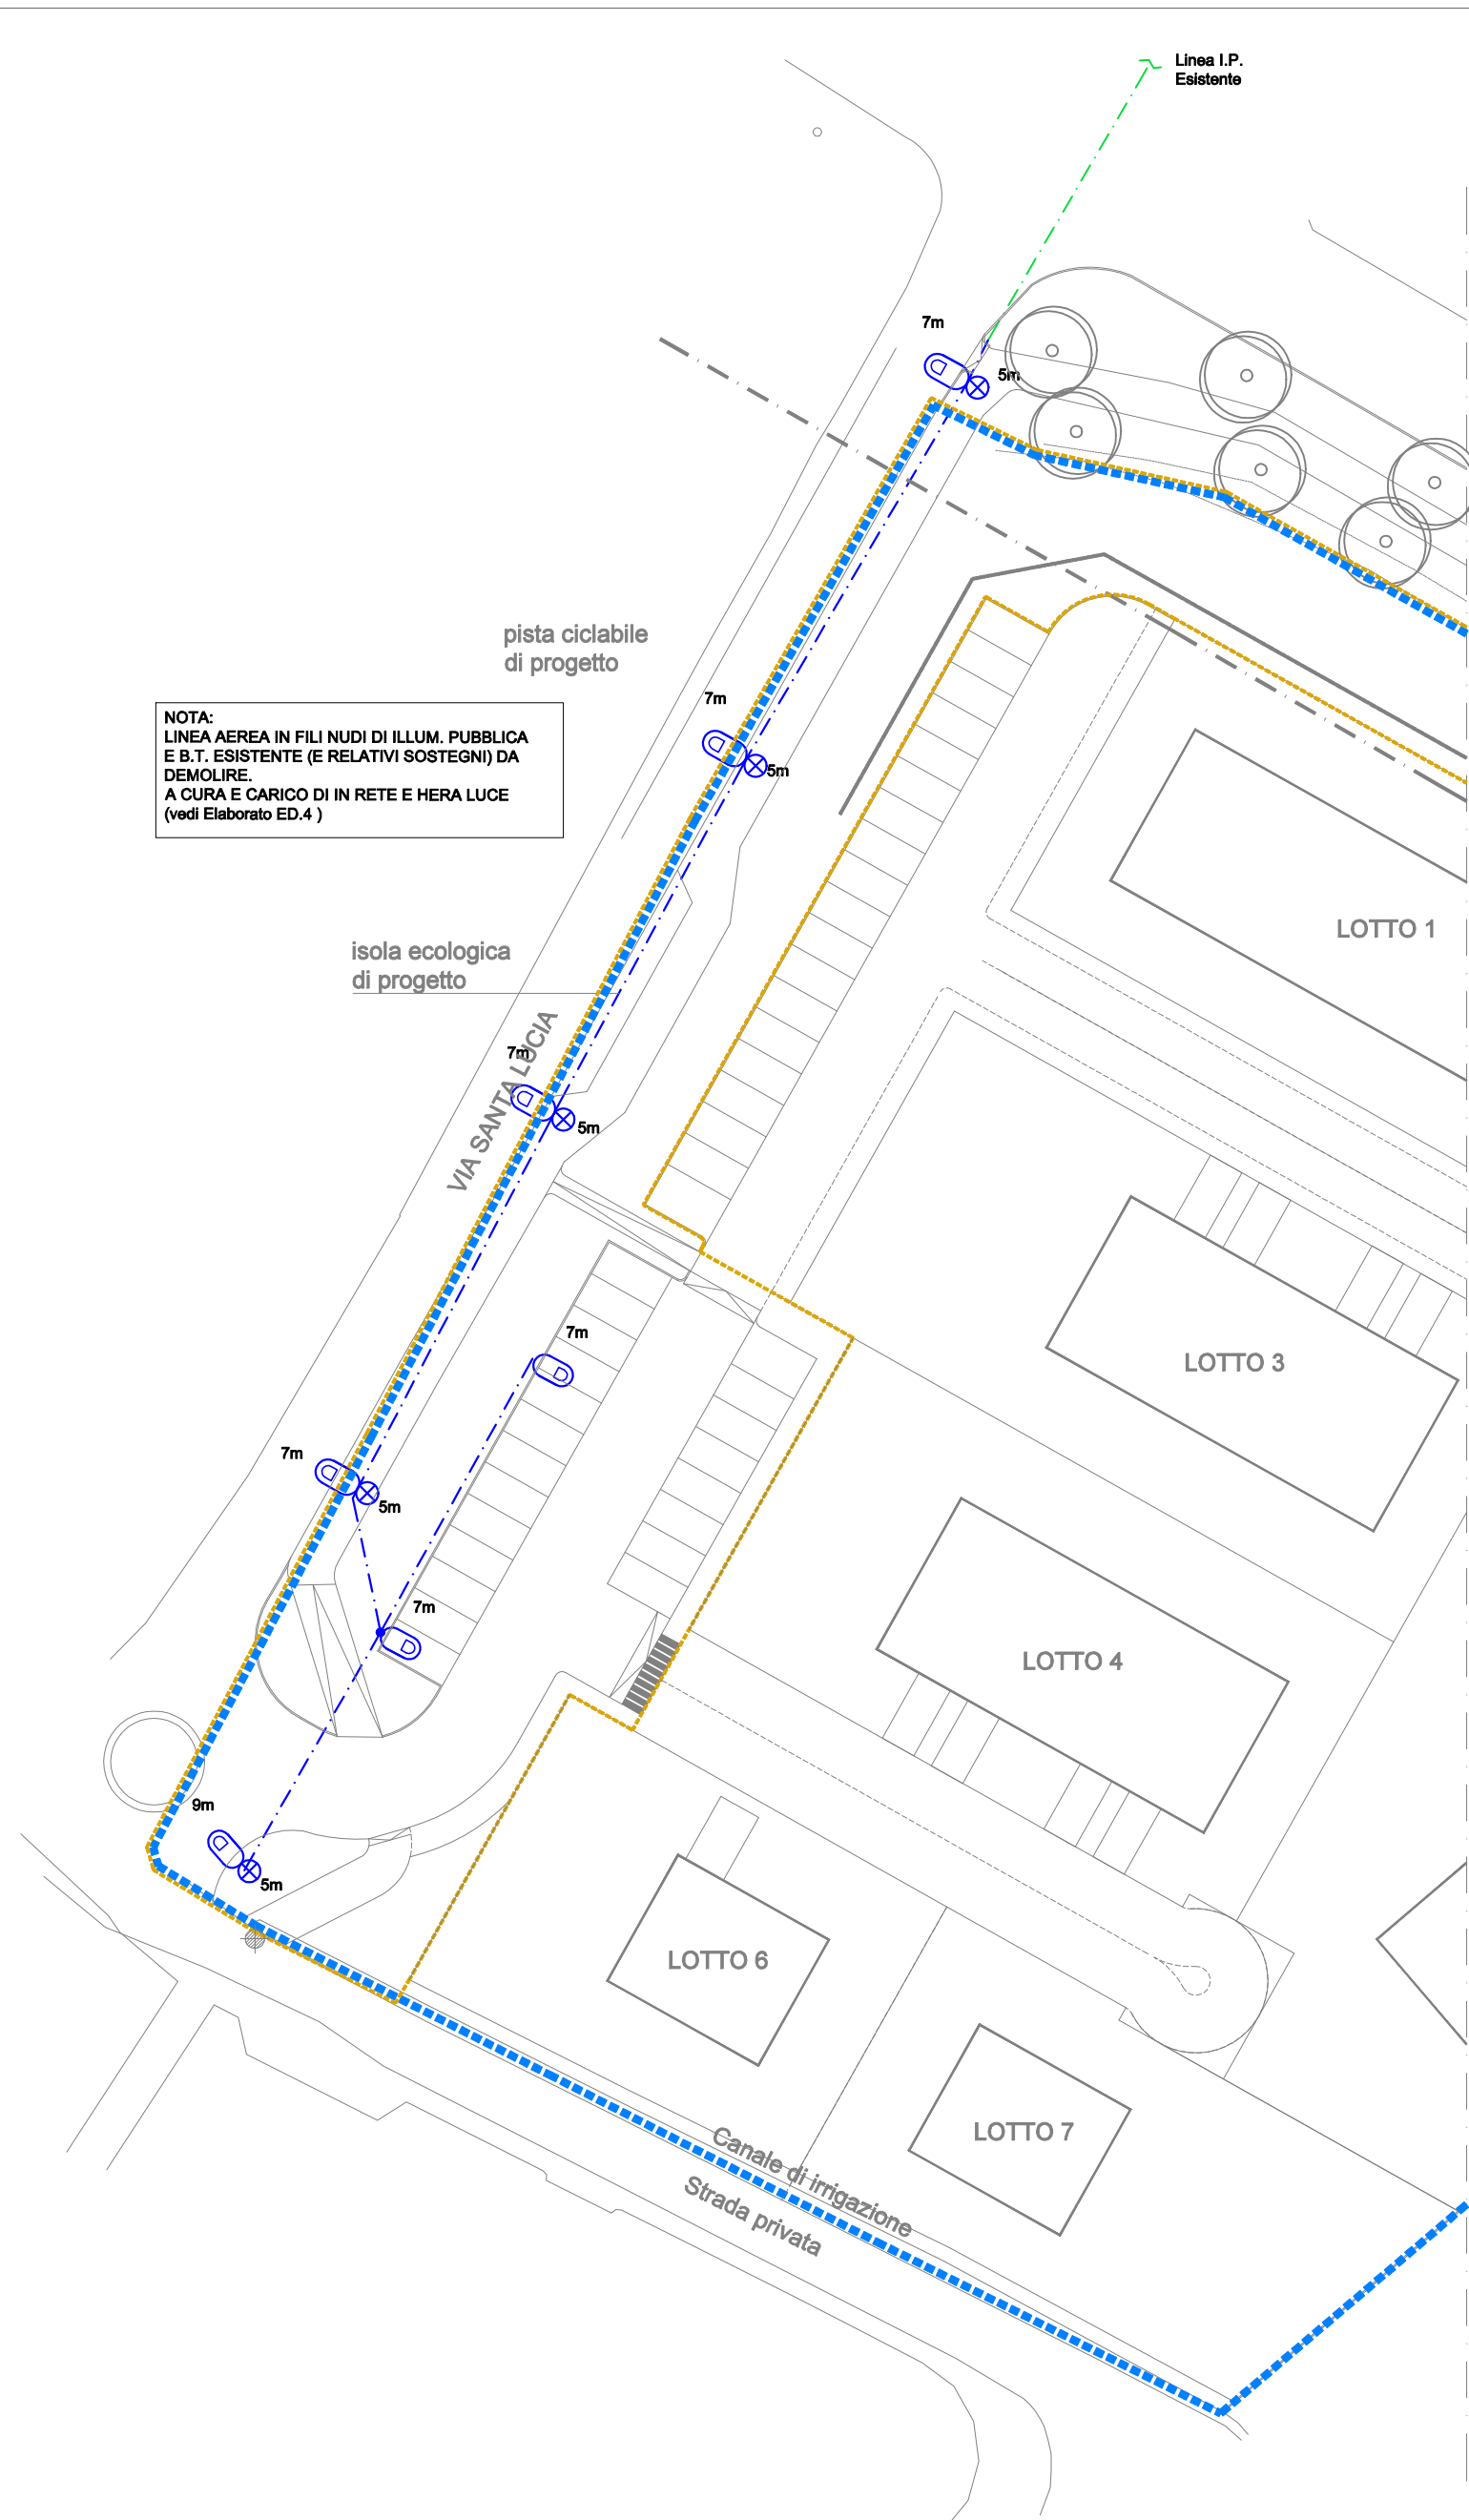 Linea I.P.
Esistente
7m
5m
pista ciclabile
di progetto
7m
5m
NOTA:
LINEA AEREA IN FILI NUDI DI ILLUM. PUBBLICA
E B.T. ESISTENTE (E RELATIVI SOSTEGNI) DA
DEMOLIRE.
A CURA E CARICO DI IN RETE E HERA LUCE
(vedi Elaborato ED.4 )
LOTTO 1
isola ecologica
di progetto
VIA SANTA LUCIA
7m
5m
7m
LOTTO 3
7m
5m
7m
LOTTO 4
9m
5m
LOTTO 6
LOTTO 7
Canale di irrigazione
Strada privata